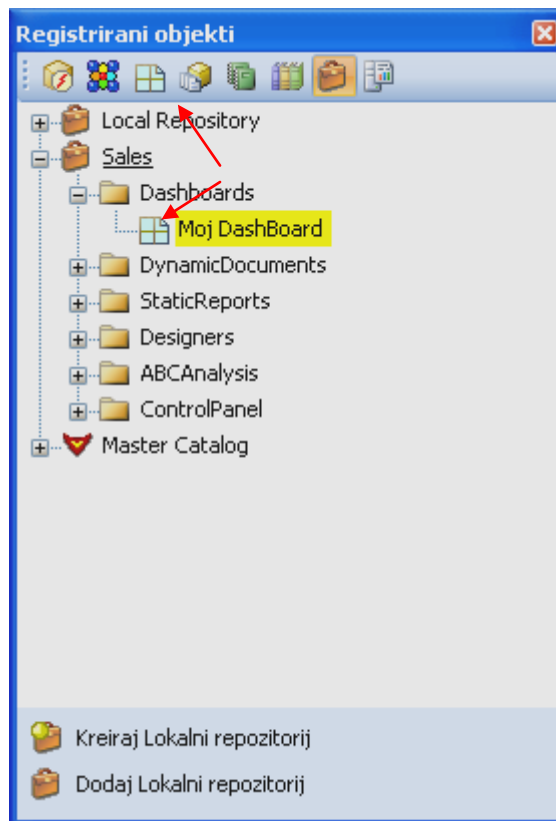 Registrirani objekti
Local Repository
Sales
Dashboards
Moj DashBoard
DynamicDocuments
StaticReports
Designers
ABCAnalysis
ControlPanel
Master Catalog
Kreiraj Lokalni repozitorij
Dodaj Lokalni repozitorij